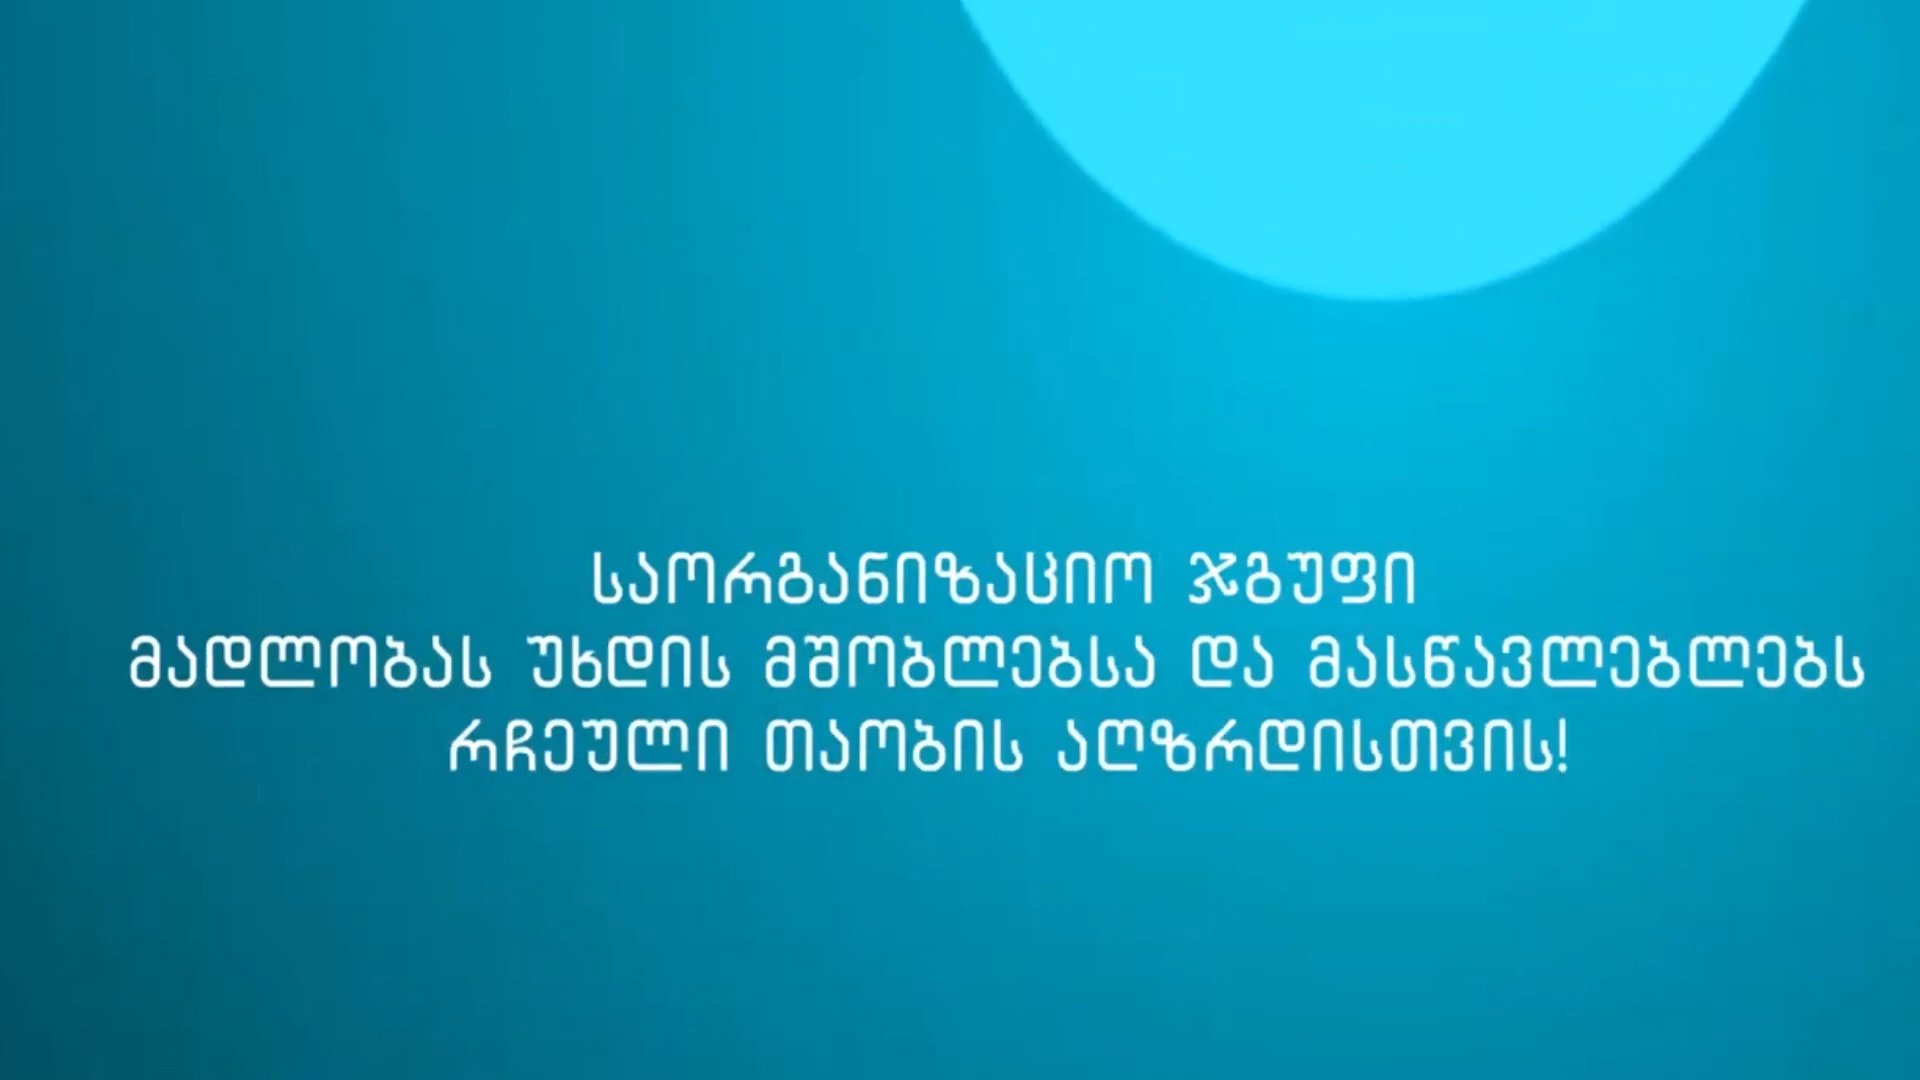 საორგანიზაციო ჯგუფი
მადლობას უხდის მშობლებსა და მასწავლებლებს
რჩეული თაობის აღზრდისთვის!